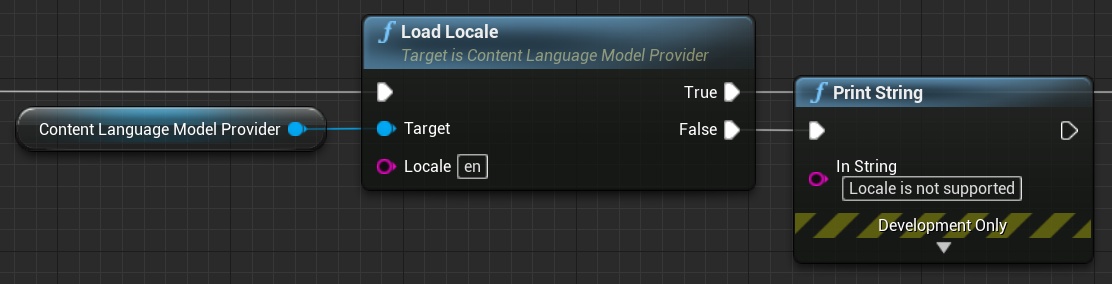 Load Locale
Target is Content Language Model Provider
True
Content Language Model Provider
Target
False
Locale en
Print String
In String
Locale is not supported
Development Only